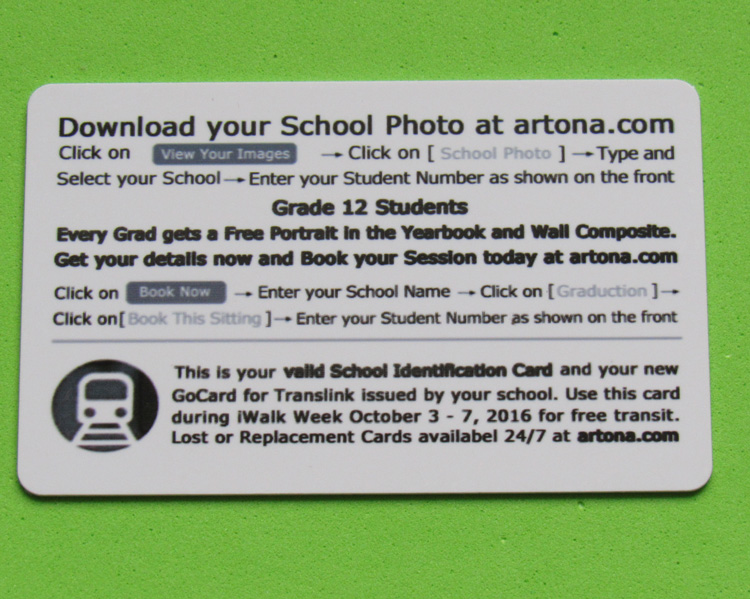 Download your School Photo at artona.com
Click on View Your Images → Click on [ School Photo ] → Type and
Select your School → Enter your Student Number as shown on the front
Grade 12 Students
Every Grad gets a Free Portrait in the Yearbook and Wall Composite.
Get your details now and Book your Session today at artona.com
Click on Book Now → Enter your School Name → Click on [ Graduction ] →
Click on [ Book This Sitting ] → Enter your Student Number as shown on the front
This is your valid School Identification Card and your new
GoCard for Translink issued by your school. Use this card
during iWalk Week October 3 - 7, 2016 for free transit.
Lost or Replacement Cards availabel 24/7 at artona.com